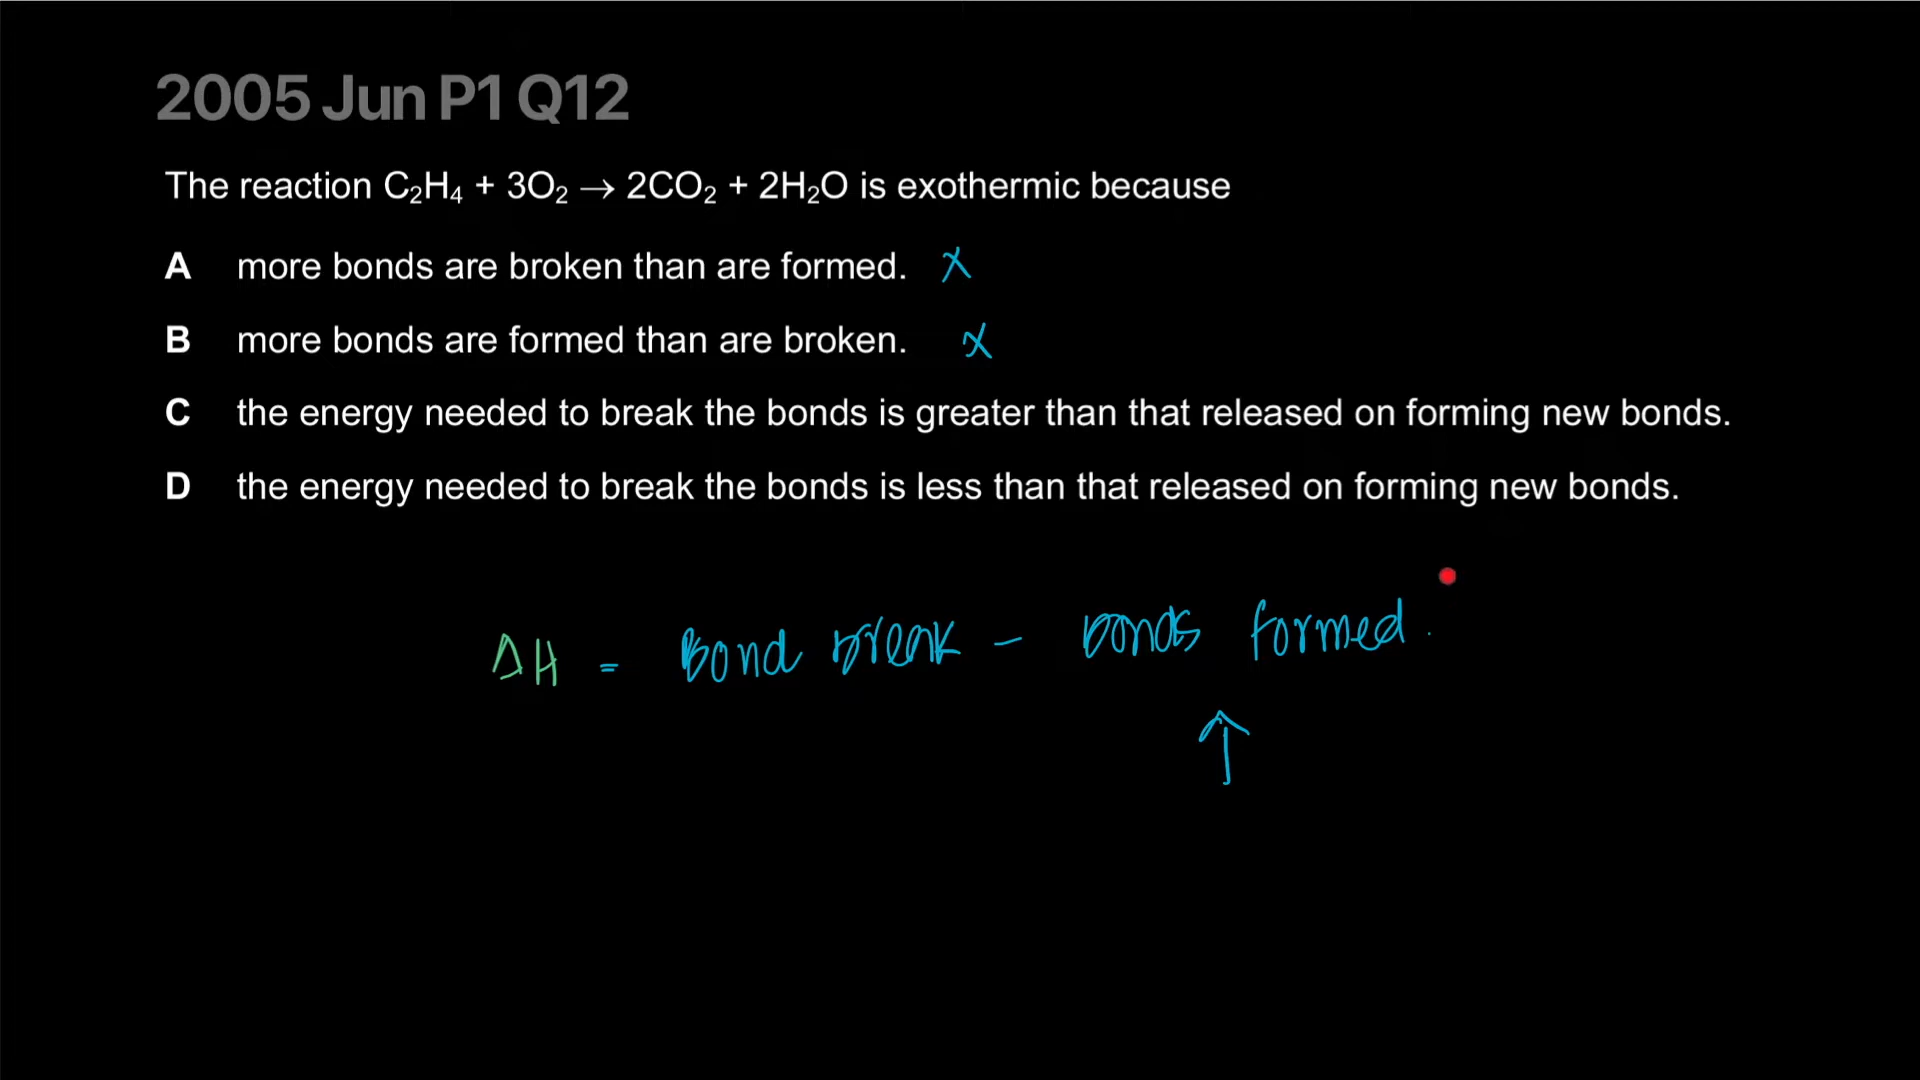 2005 Jun P1 Q12
The reaction C₂H₄ + 3O₂ → 2CO₂ + 2H₂O is exothermic because
A more bonds are broken than are formed. x
B more bonds are formed than are broken. x
C the energy needed to break the bonds is greater than that released on forming new bonds.
D the energy needed to break the bonds is less than that released on forming new bonds.
ΔH = Bond break - bonds formed.
↑